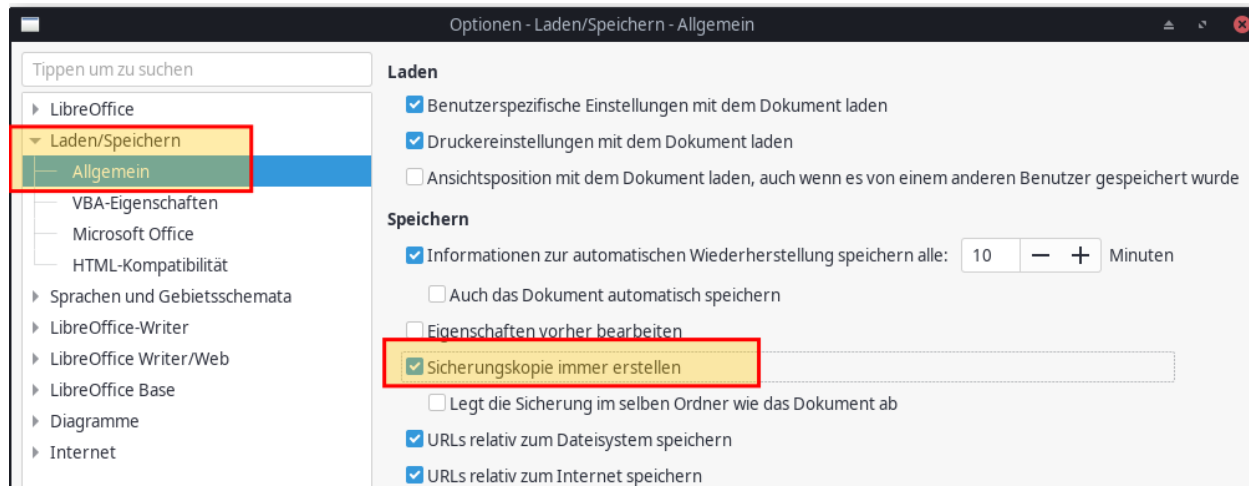 Optionen - Laden/Speichern - Allgemein
Tippen um zu suchen
LibreOffice
Laden/Speichern
Allgemein
VBA-Eigenschaften
Microsoft Office
HTML-Kompatibilität
Sprachen und Gebietsschemata
LibreOffice-Writer
LibreOffice Writer/Web
LibreOffice Base
Diagramme
Internet
Laden
Benutzerspezifische Einstellungen mit dem Dokument laden
Druckereinstellungen mit dem Dokument laden
Ansichtsposition mit dem Dokument laden, auch wenn es von einem anderen Benutzer gespeichert wurde
Speichern
Informationen zur automatischen Wiederherstellung speichern alle: 10 Minuten
Auch das Dokument automatisch speichern
Eigenschaften vorher bearbeiten
Sicherungskopie immer erstellen
Legt die Sicherung im selben Ordner wie das Dokument ab
URLs relativ zum Dateisystem speichern
URLs relativ zum Internet speichern